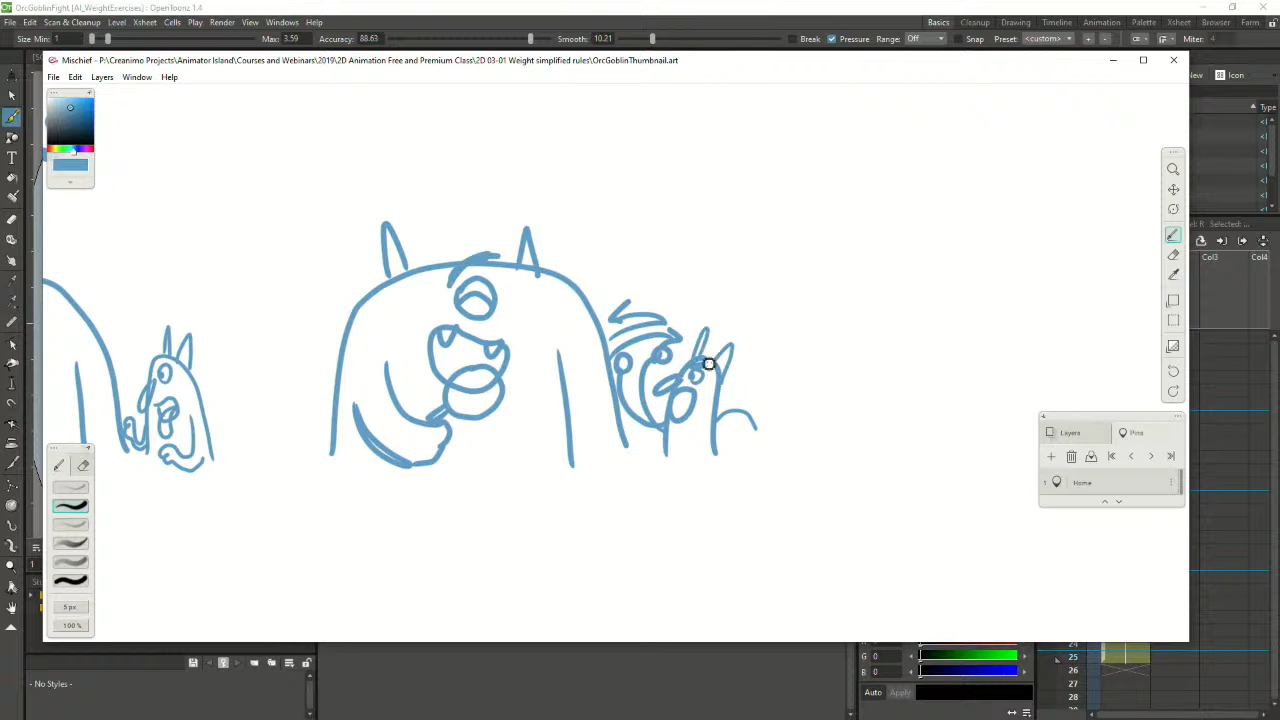 OrcGoblinFight [AI_WeightExercises] : OpenToonz 1.4
File Edit Scan & Cleanup Level Xsheet Cells Play Render View Windows Help
Basics Cleanup Drawing Timeline Animation Palette Xsheet Browser Farm
Size Min: 1 Max: 3.59 Accuracy: 88.63 Smooth: 10.21 Break Pressure Range: Off Snap Preset: <custom> + - Miter: 4
Mischief - P:\Creanimo Projects\Animator Island\Courses and Webinars\2019\2D Animation Free and Premium Class\2D 03-01 Weight simplified rules\OrcGoblinThumbnail.art
File Edit Layers Window Help
New Icon
Type
Selected:
Col3 Col4
Layers Pins
1 Home
5 px
100 %
- No Styles -
G 0
B 0
Auto Apply
24
25
26
27
28